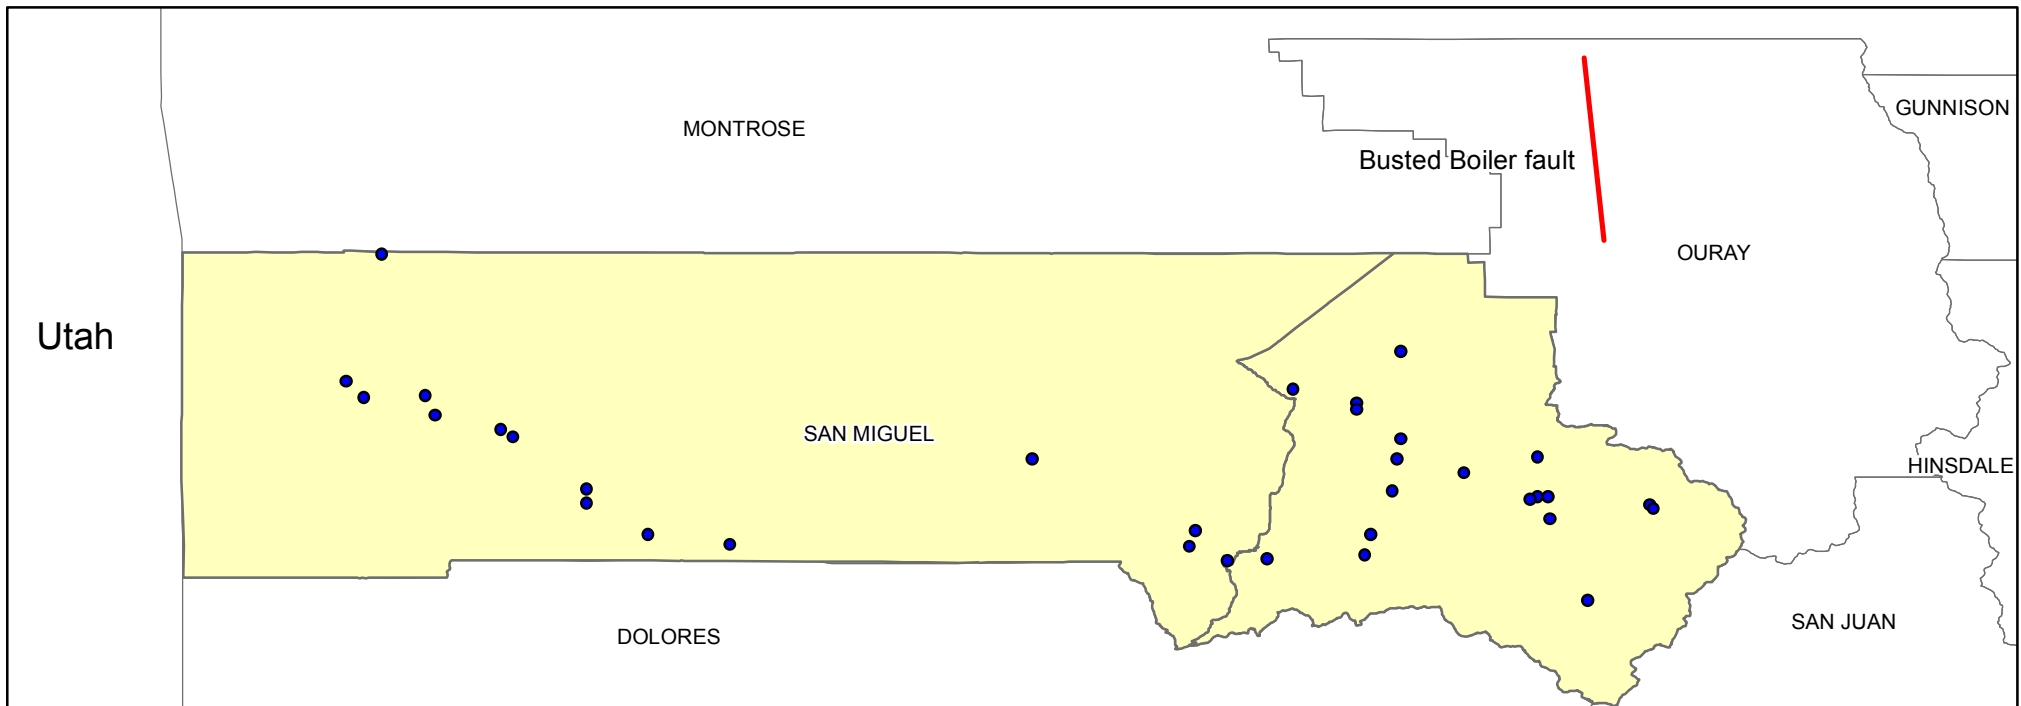 GUNNISON
MONTROSE
Busted Boiler fault
OURAY
Utah
SAN MIGUEL
HINSDALE
SAN JUAN
DOLORES